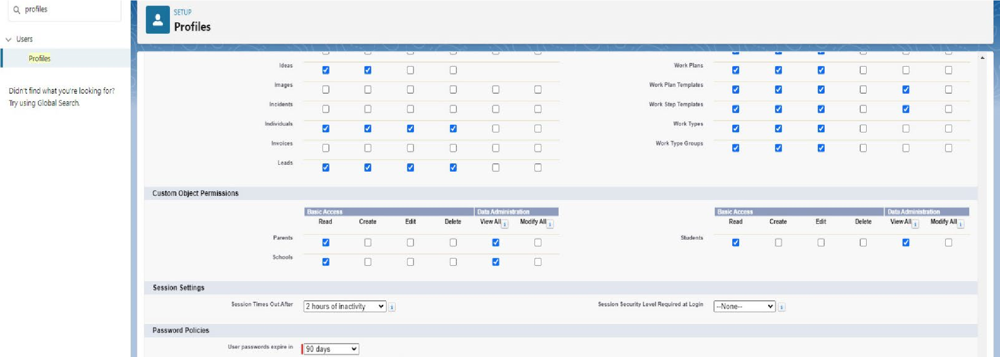 profiles
Users
Profiles
Didn't find what you're looking for?
Try using Global Search.
SETUP
Profiles
Ideas
Work Plans
Images
Work Plan Templates
Incidents
Work Step Templates
Individuals
Work Types
Invoices
Work Type Groups
Leads
Custom Object Permissions
Basic Access Data Administration
Basic Access Data Administration
Read Create Edit Delete View All i Modify All i
Read Create Edit Delete View All i Modify All i
Parents
Students
Schools
Session Settings
Session Times Out After 2 hours of inactivity i
Session Security Level Required at Login --None-- i
Password Policies
User passwords expire in 90 days